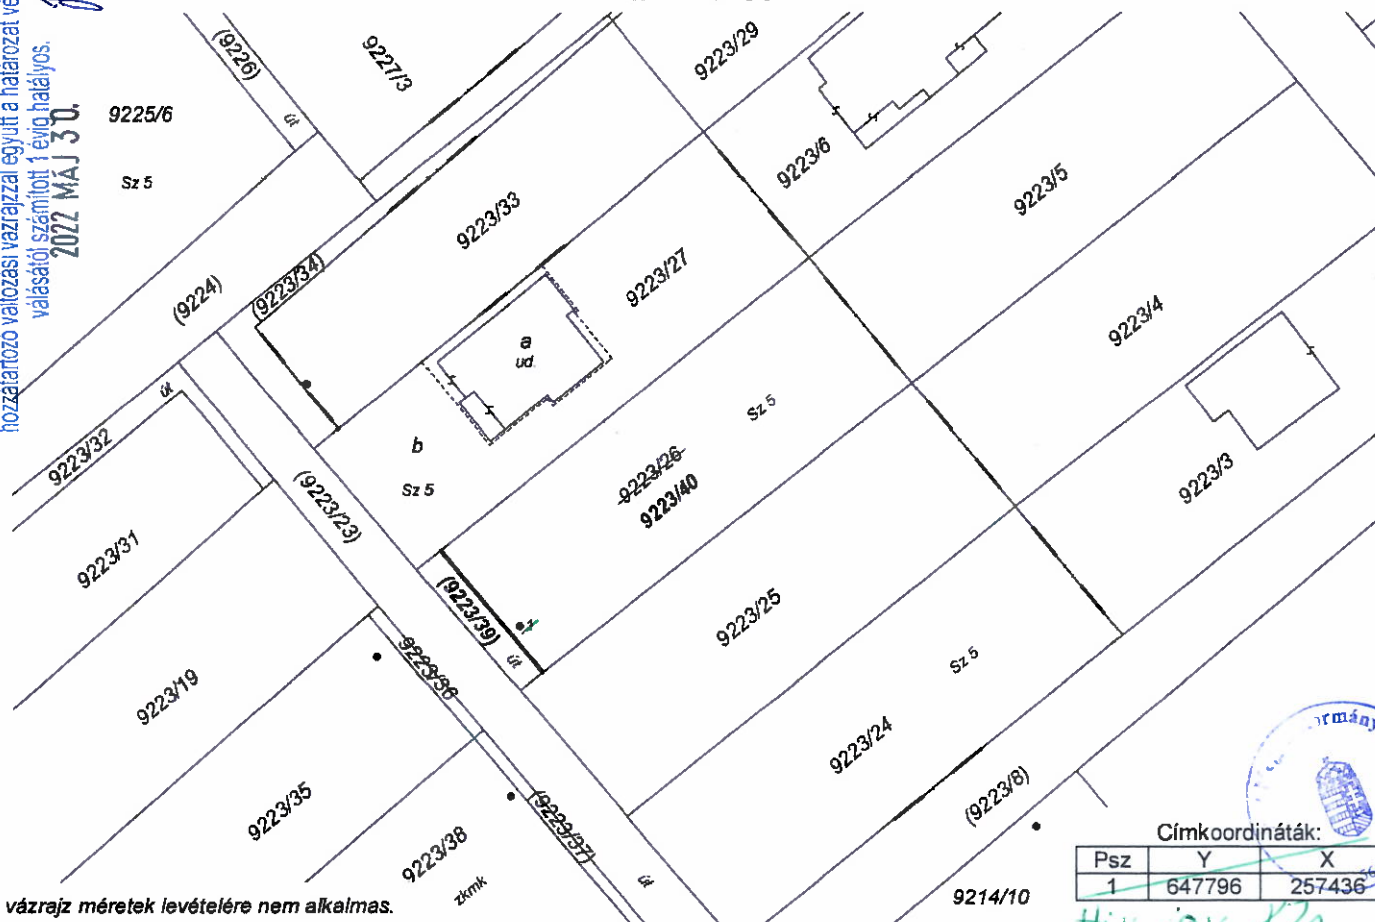 hozzátartozó változási vázrajzzal együtt a határozat
válásától számított 1 évig hatályos.
2022 MÁJ 30.
(9226)
út
9227/3
9225/6
Sz 5
9223/29
9223/6
9223/5
9223/33
(9224)
(9223/34)
9223/27
a
ud.
9223/4
út
9223/32
b
Sz 5
Sz 5
9223/26
9223/40
9223/3
(9223/23)
9223/31
(9223/39)
1
út
9223/25
Sz 5
9223/36
9223/19
9223/24
9223/35
(9223/37)
9223/38
zkmk
út
(9223/8)
9214/10
ormány
Címkoordináták:
Psz Y X
1 647796 257436
vázrajz méretek levételére nem alkalmas.